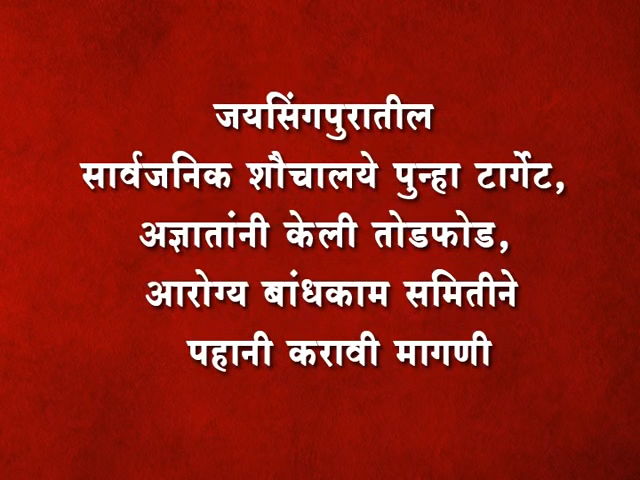 जयसिंगपुरातील
सार्वजनिक शौचालये पुन्हा टार्गेट,
अज्ञातांनी केली तोडफोड,
आरोग्य बांधकाम समितीने
पहानी करावी मागणी